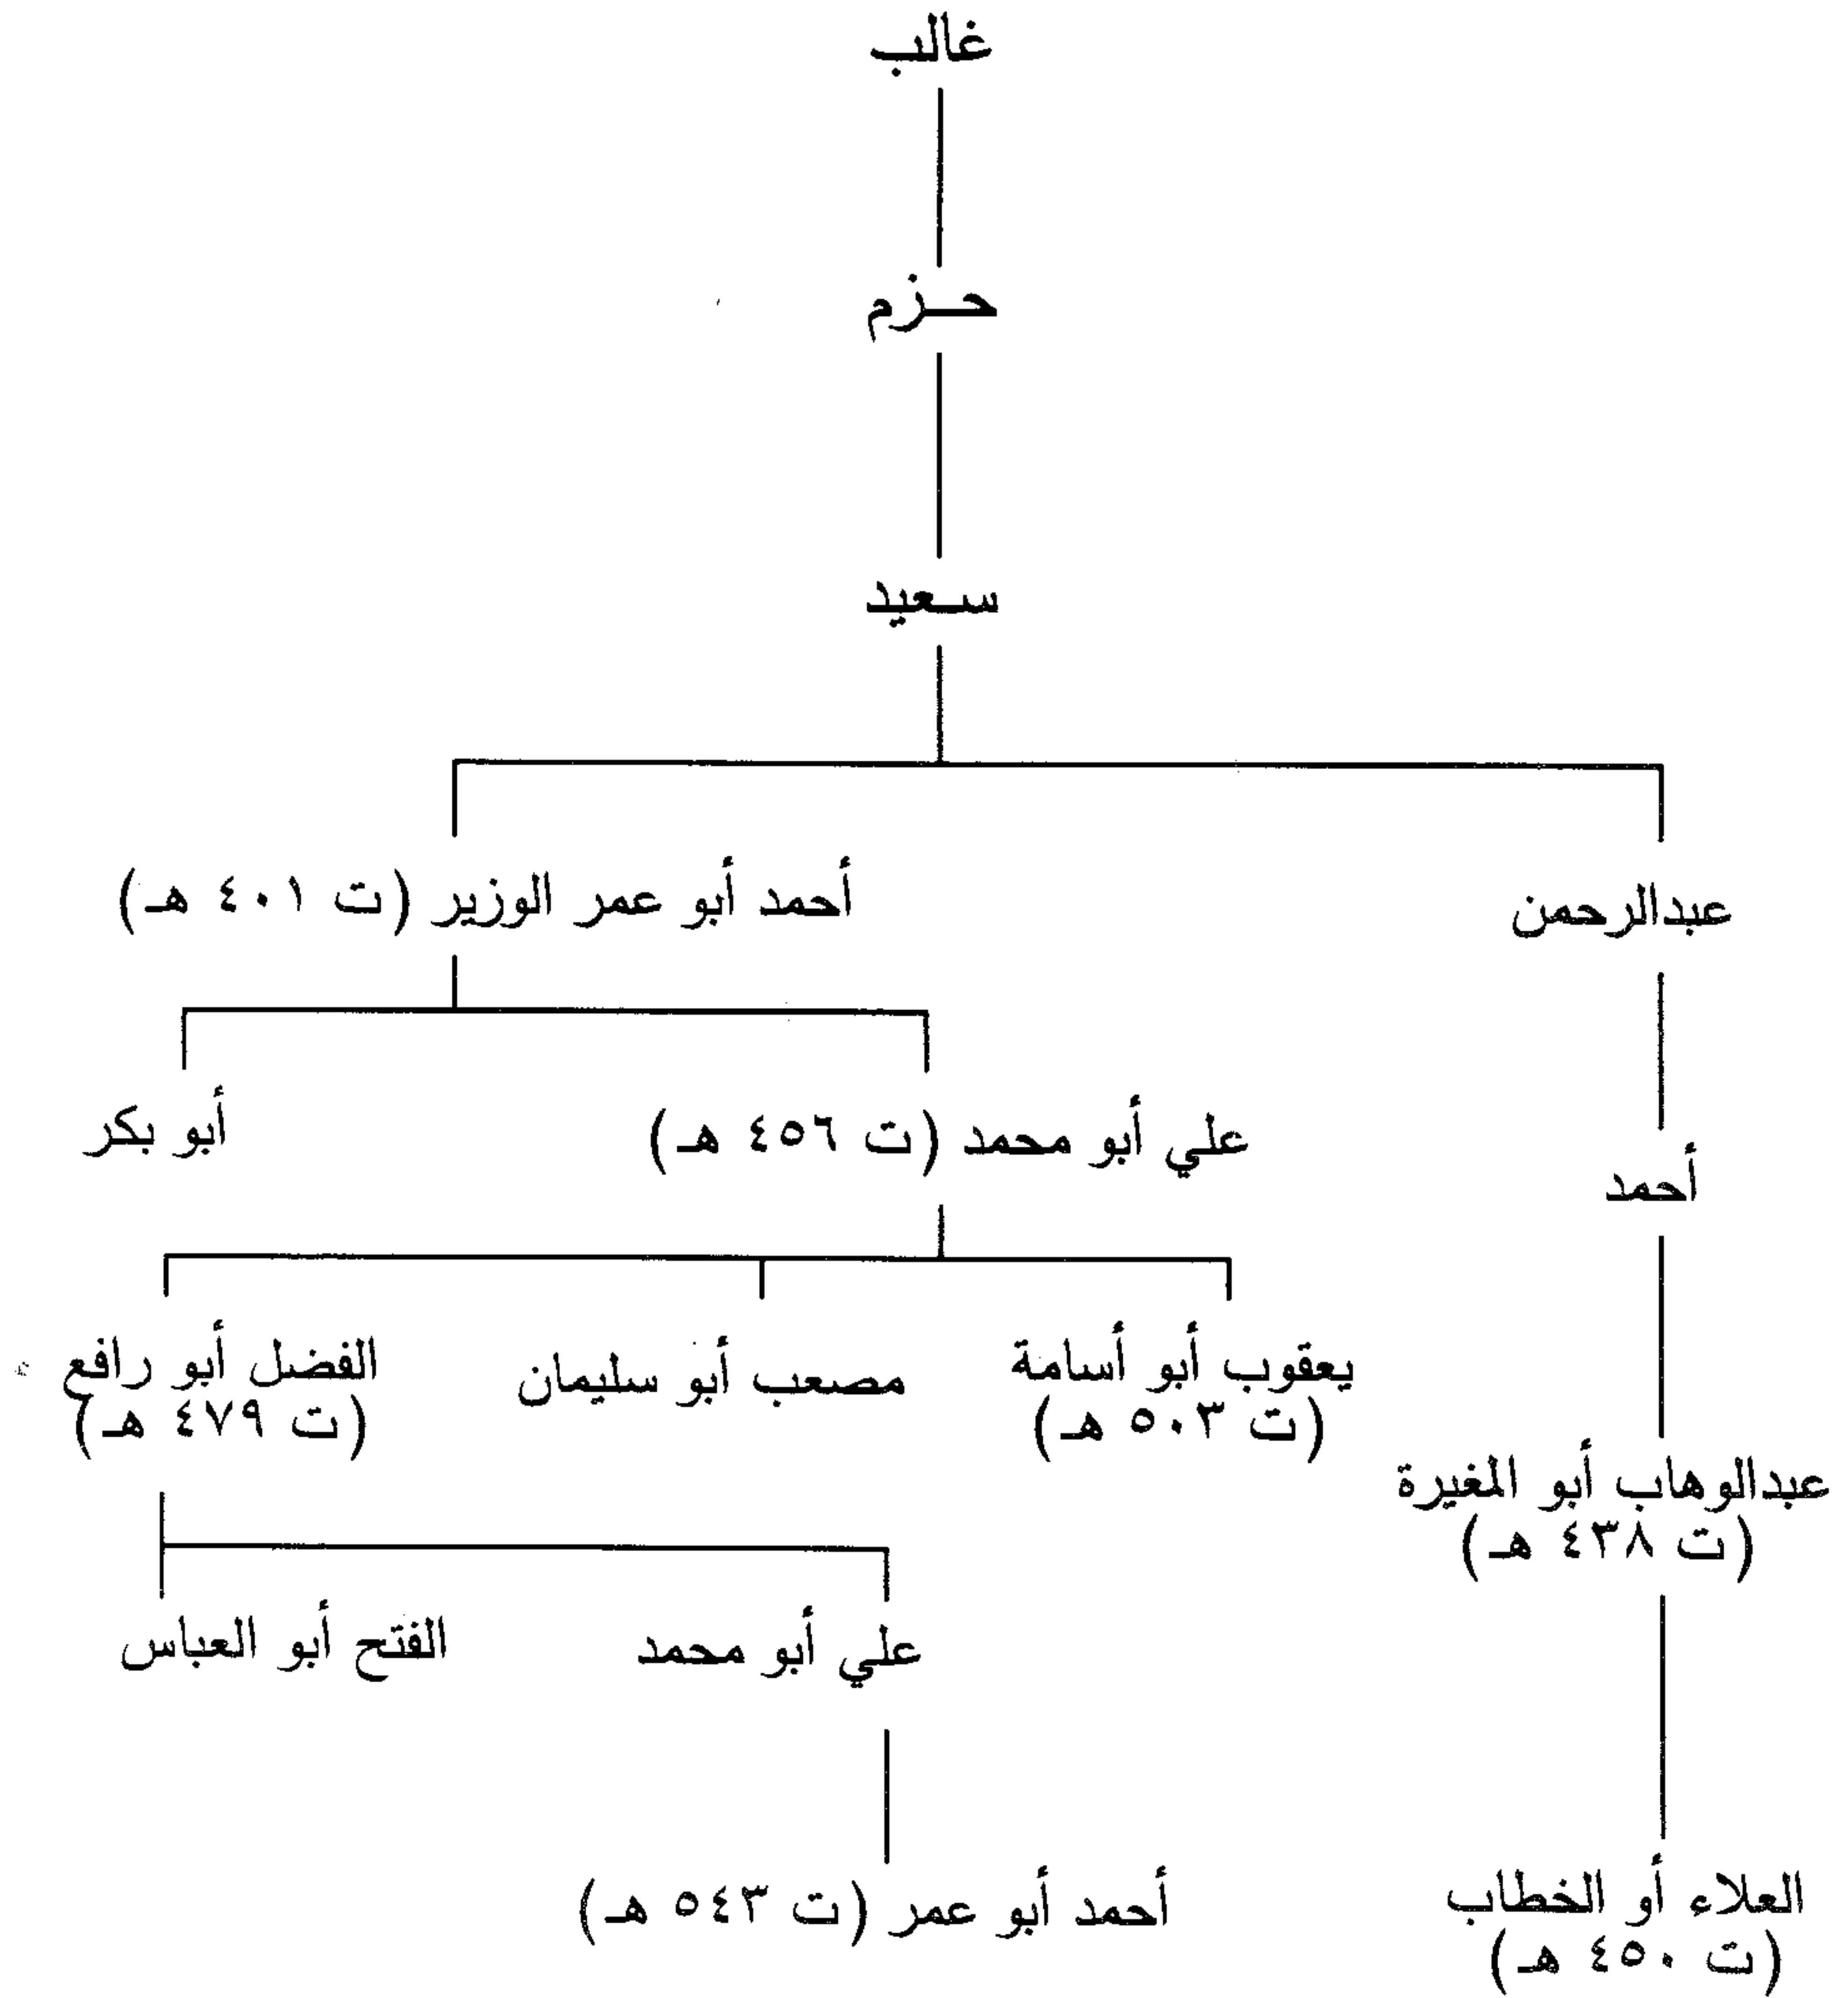 غالب
حـزم
سـعيد
عبدالرحمن
أحمد أبو عمر الوزير (ت ٤٠١ هـ)
أحمد
علي أبو محمد (ت ٤٥٦ هـ)
أبو بكر
يعقوب أبو أسامة
(ت ٥٠٣ هـ)
مصعب أبو سليمان
الفضل أبو رافع
(ت ٤٧٩ هـ)
عبدالوهاب أبو المغيرة
(ت ٤٣٨ هـ)
علي أبو محمد
الفتح أبو العباس
العلاء أو الخطاب
(ت ٤٥٠ هـ)
أحمد أبو عمر (ت ٥٤٣ هـ)